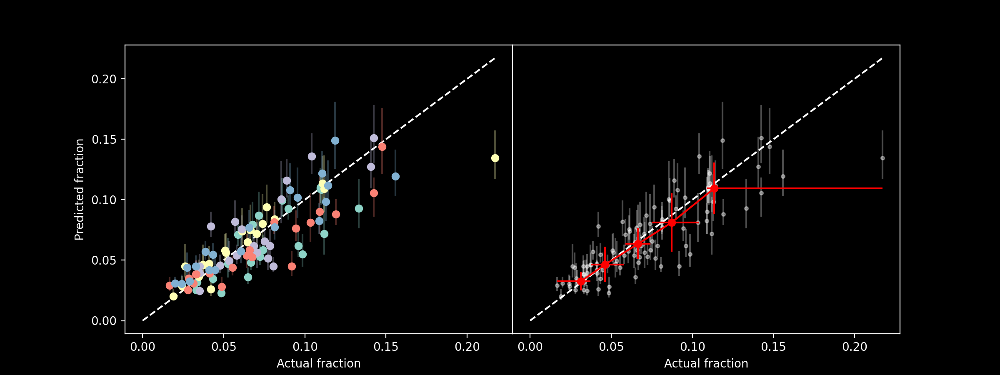 Predicted fraction
0.20
0.15
0.10
0.05
0.00
0.00 0.05 0.10 0.15 0.20
0.00 0.05 0.10 0.15 0.20
Actual fraction
Actual fraction